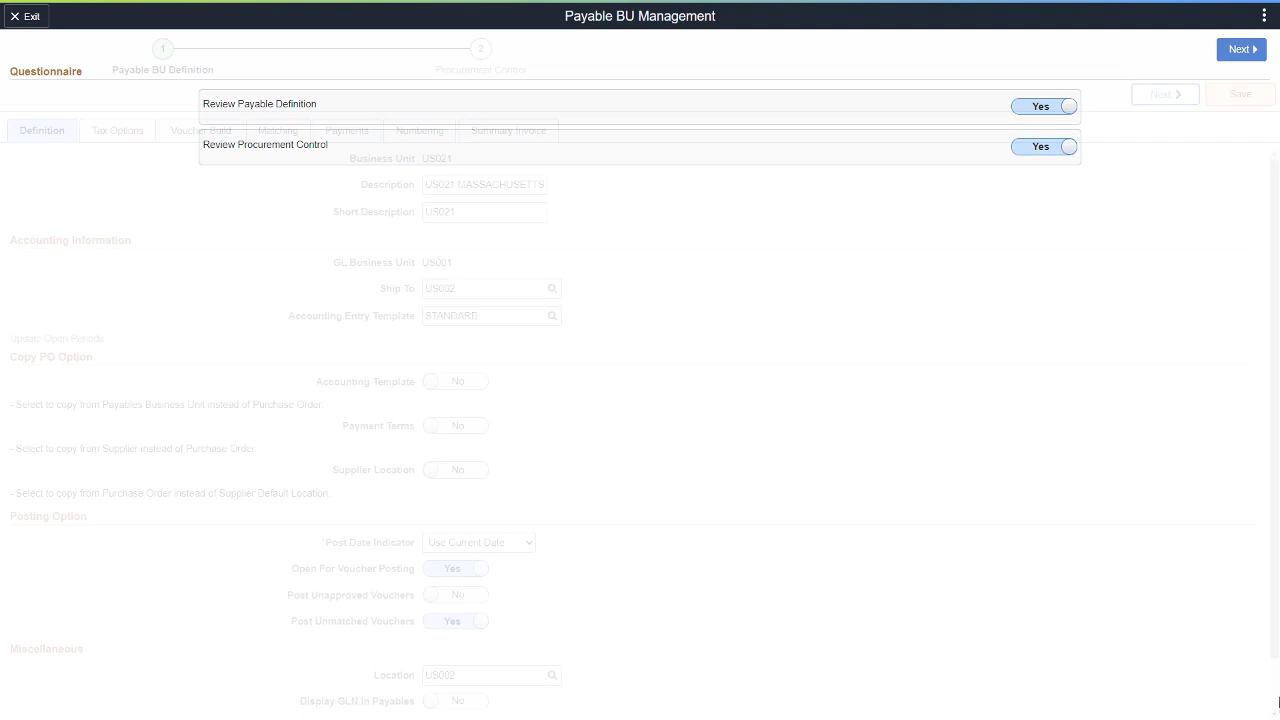 Exit
Payable BU Management
1
2
Next
Questionnaire
Payable BU Definition
Procurement Control
Next
Save
Review Payable Definition
Yes
Definition
Tax Options
Voucher Build
Matching
Payments
Numbering
Summary Invoice
Review Procurement Control
Yes
Business Unit US021
Description US021 MASSACHUSETTS
Short Description US021
Accounting Information
GL Business Unit US001
Ship To US002
Accounting Entry Template STANDARD
Update Open Periods
Copy PO Option
Accounting Template No
- Select to copy from Payables Business Unit instead of Purchase Order.
Payment Terms No
- Select to copy from Supplier instead of Purchase Order.
Supplier Location No
- Select to copy from Purchase Order instead of Supplier Default Location.
Posting Option
*Post Date Indicator Use Current Date
Open For Voucher Posting Yes
Post Unapproved Vouchers No
Post Unmatched Vouchers Yes
Miscellaneous
Location US002
Display GLN In Payables No